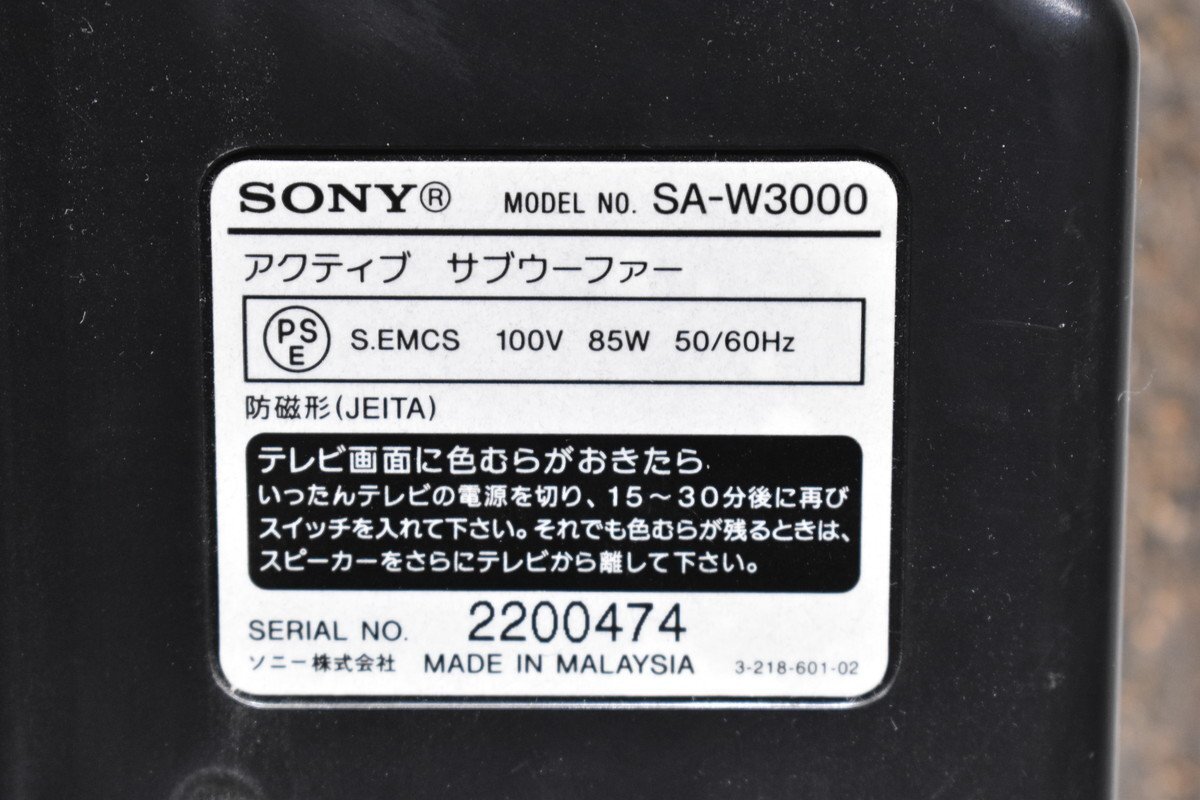 SONY® MODEL NO. SA-W3000
アクティブ サブウーファー
PSE S.EMCS 100V 85W 50/60Hz
防磁形(JEITA)
テレビ画面に色むらがおきたら
いったんテレビの電源を切り、15〜30分後に再び
スイッチを入れて下さい。それでも色むらが残るときは、
スピーカーをさらにテレビから離して下さい。
SERIAL NO. 2200474
ソニー株式会社 MADE IN MALAYSIA 3-218-601-02